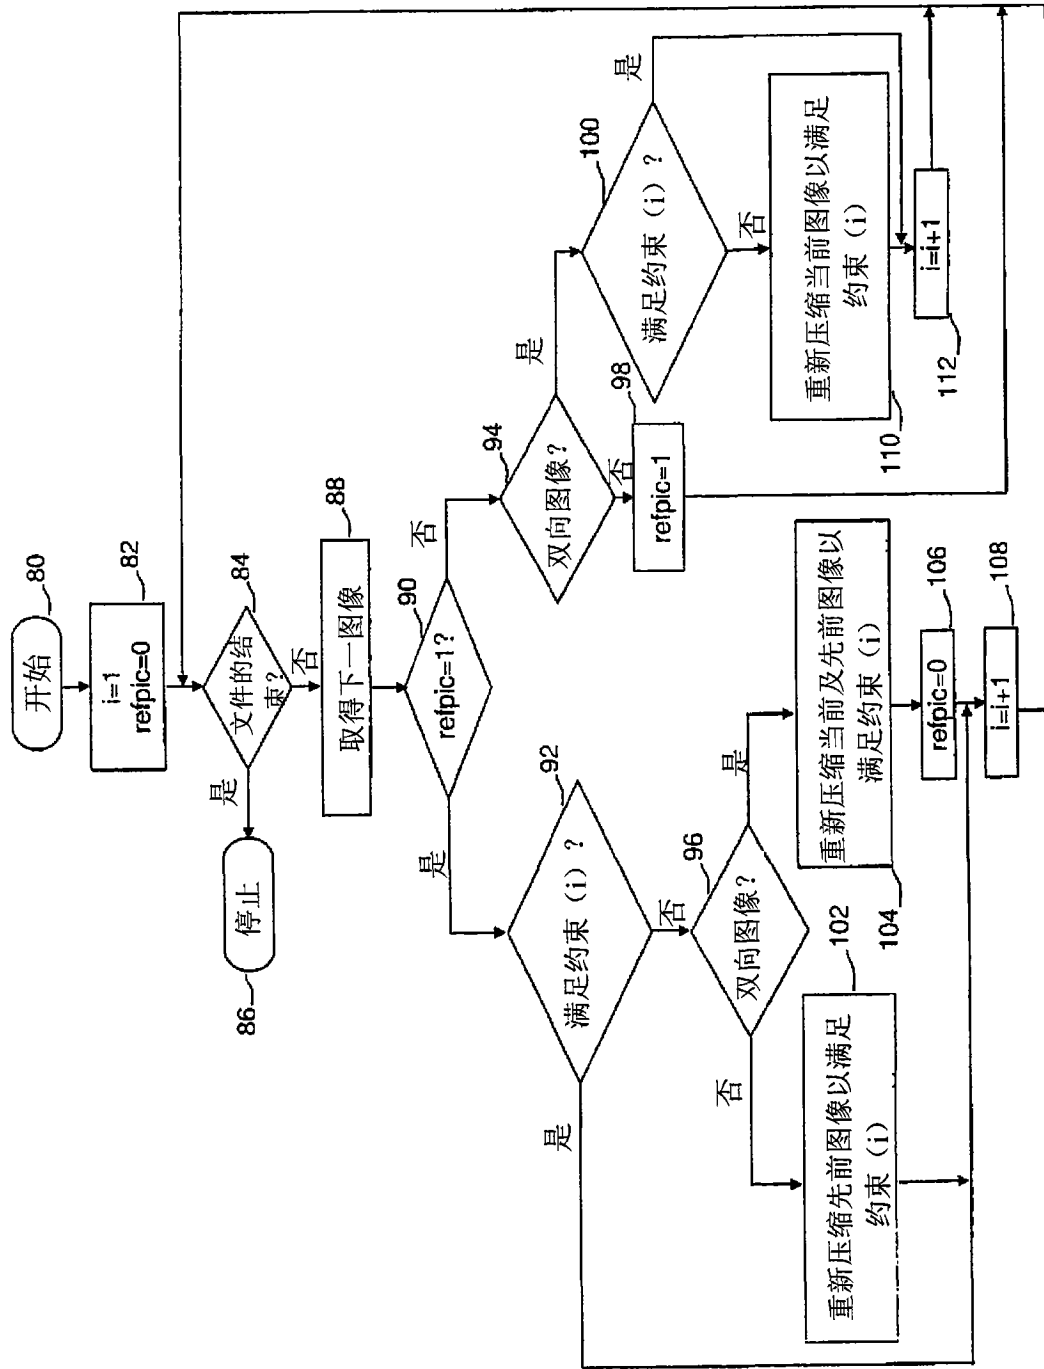 开始
80
i=1
refpic=0
82
文件的结
束?
84
是
否
停止
86
取得下一图像
88
refpic=1?
90
是
否
满足约束（i）？
92
双向图像?
94
是
否
refpic=1
98
满足约束（i）？
100
是
否
重新压缩当前图像以满足
约束（i）
110
i=i+1
112
是
否
双向图像?
96
否
是
重新压缩先前图像以满足
约束（i）
102
重新压缩当前及先前图像以
满足约束（i）
104
refpic=0
106
i=i+1
108